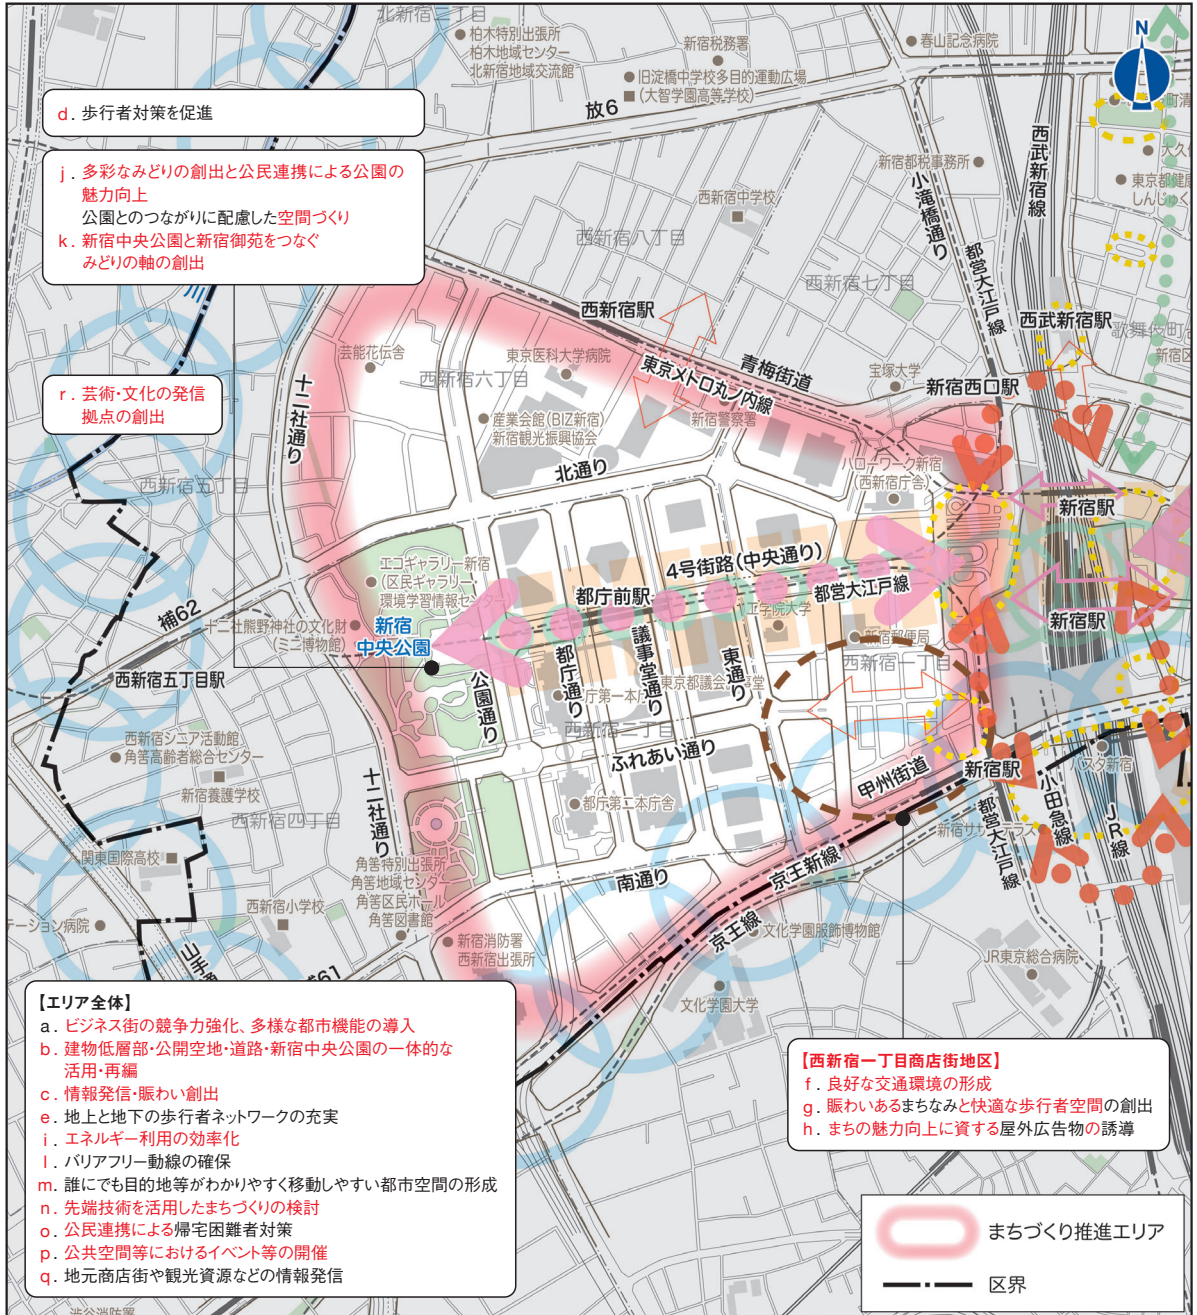 北新宿二丁目
柏木特別出張所
柏木地域センター
北新宿地域交流館
新宿税務署
春山記念病院
N
旧淀橋中学校多目的運動広場
(大智学園高等学校)
放6
d. 歩行者対策を促進
j. 多彩なみどりの創出と公民連携による公園の
魅力向上
公園とのつながりに配慮した空間づくり
k. 新宿中央公園と新宿御苑をつなぐ
みどりの軸の創出
川
r. 芸術・文化の発信
拠点の創出
新宿都税事務所
小滝橋通り
西武新宿線
都営大江戸線
西新宿中学校
西新宿八丁目
西新宿七丁目
西新宿駅
西武新宿駅
歌舞伎町
青梅街道
東京メトロ丸ノ内線
宝塚大学
新宿西口駅
芸能花伝舎
東京医科大学病院
西新宿六丁目
十二社通り
産業会館(BIZ新宿)
新宿観光振興協会
新宿警察署
北通り
ハローワーク新宿
(西新宿庁舎)
新宿駅
西新宿五丁目
エコギャラリー新宿
(区民ギャラリー・
環境学習情報センター)
4号街路(中央通り)
都庁前駅
都営大江戸線
工学院大学
新宿駅
補62
十二社熊野神社の文化財
(ミニ博物館)
新宿
中央公園
新宿郵便局
西新宿一丁目
西新宿五丁目駅
公園通り
都庁通り
議事堂通り
東通り
庁第一本庁
東京都議会議事堂
西新宿二丁目
ふれあい通り
西新宿シニア活動館
角筈高齢者総合センター
新宿養護学校
西新宿四丁目
十二社通り
都庁第二本庁舎
甲州街道
新宿駅
バスタ新宿
小田急線
JR線
都営大江戸線
新宿サザンテラス
関東国際高校
角筈特別出張所
角筈地域センター
角筈区民ホール
角筈図書館
南通り
京王新線
京王線
西新宿小学校
テーション病院
新宿消防署
西新宿出張所
文化学園服飾博物館
文化学園大学
JR東京総合病院
【エリア全体】
a. ビジネス街の競争力強化、多様な都市機能の導入
b. 建物低層部・公開空地・道路・新宿中央公園の一体的な
活用・再編
c. 情報発信・賑わい創出
e. 地上と地下の歩行者ネットワークの充実
i. エネルギー利用の効率化
l. バリアフリー動線の確保
m. 誰にでも目的地等がわかりやすく移動しやすい都市空間の形成
n. 先端技術を活用したまちづくりの検討
o. 公民連携による帰宅困難者対策
p. 公共空間等におけるイベント等の開催
q. 地元商店街や観光資源などの情報発信
【西新宿一丁目商店街地区】
f. 良好な交通環境の形成
g. 賑わいあるまちなみと快適な歩行者空間の創出
h. まちの魅力向上に資する屋外広告物の誘導
まちづくり推進エリア
区界
渋谷消防署